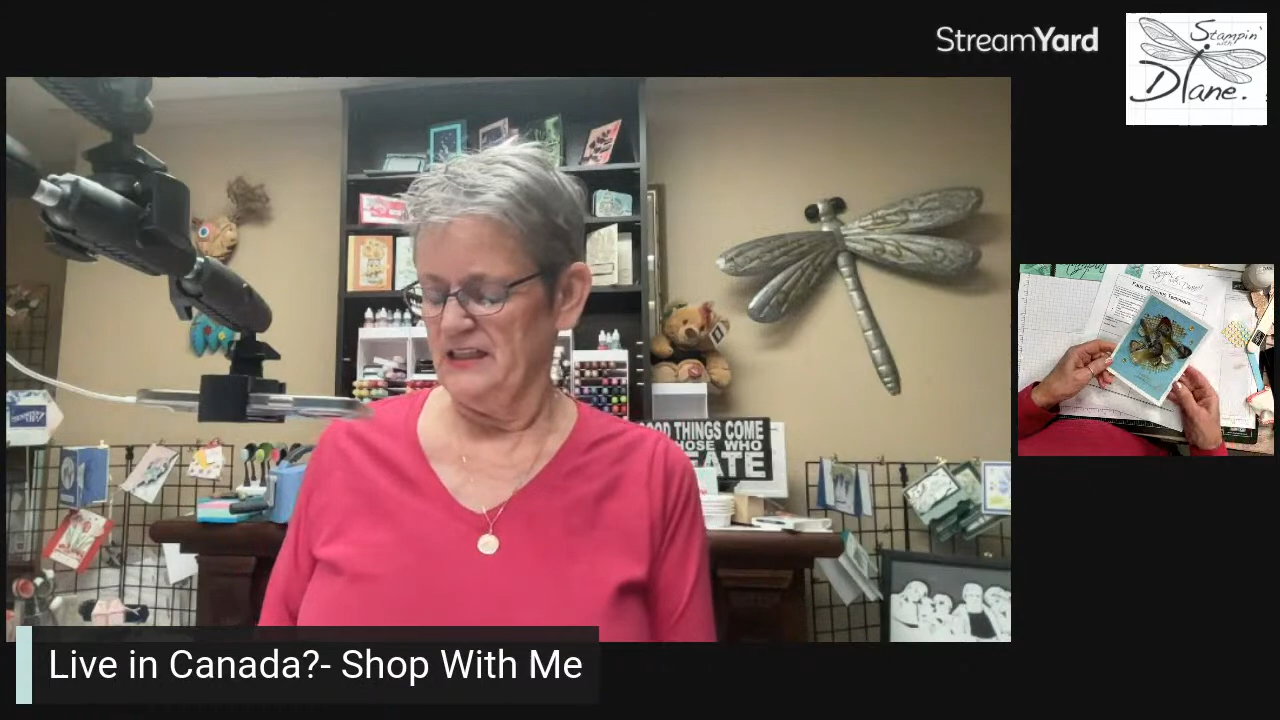 StreamYard
Stampin'
with
Diane.
GOOD THINGS COME
THOSE WHO
EATE
Live in Canada?- Shop With Me